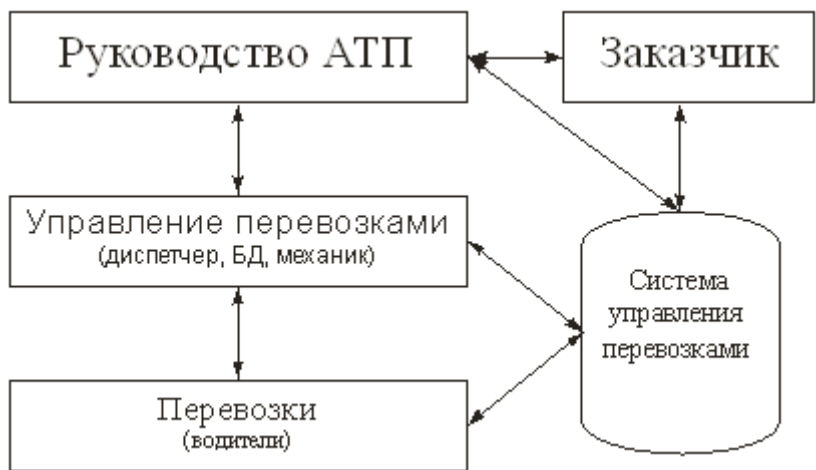 Руководство АТП
Заказчик
Управление перевозками
(диспетчер, БД, механик)
Система
управления
перевозками
Перевозки
(водители)